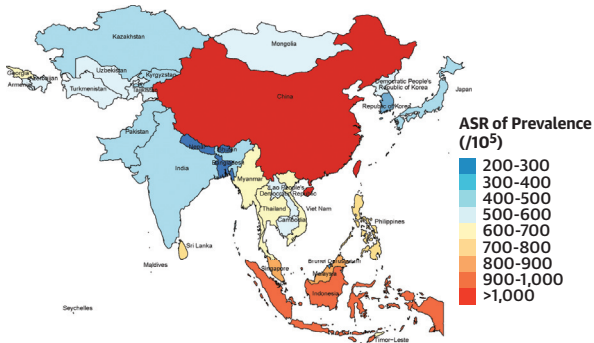 Kazakhstan
Mongolia
Uzbekistan
Kyrgyzstan
Georgia
Turkmenistan
Democratic People's
Republic of Korea
Japan
China
Republic of Korea
Pakistan
Nepal
Bhutan
Bangladesh
India
Myanmar
Lao People's
Democratic Republic
Thailand
Viet Nam
Cambodia
Philippines
Sri Lanka
Maldives
Brunei Darussalam
Singapore
Malaysia
Indonesia
Seychelles
Timor-Leste
ASR of Prevalence
(/10⁵)
200-300
300-400
400-500
500-600
600-700
700-800
800-900
900-1,000
>1,000